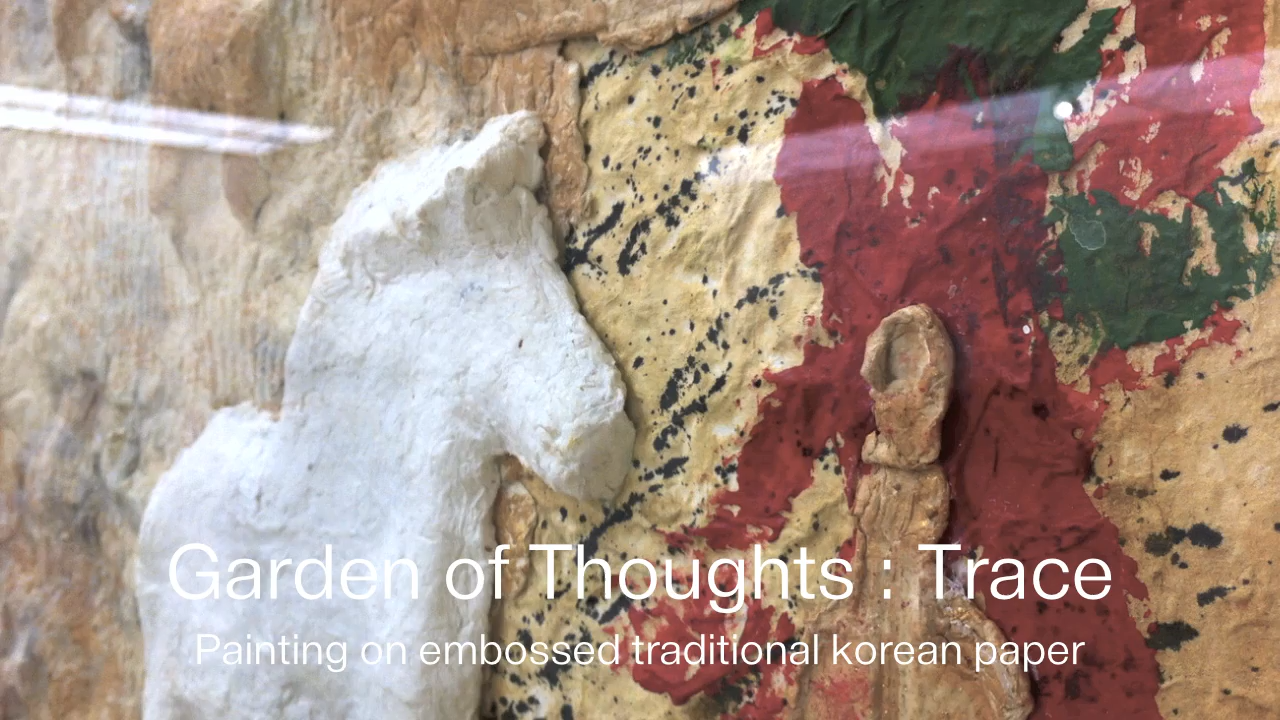 Garden of Thoughts : Trace
Painting on embossed traditional korean paper